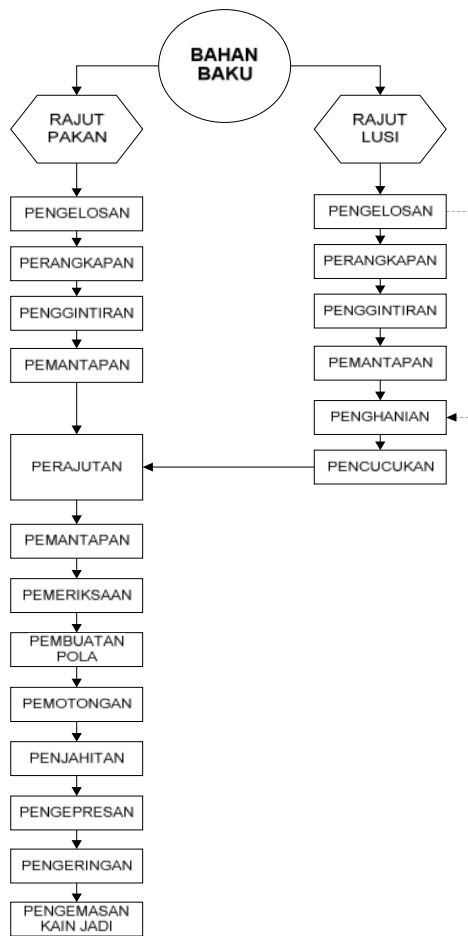 BAHAN
BAKU
RAJUT
PAKAN
PENGELOSAN
PERANGKAPAN
PENGGINTIRAN
PEMANTAPAN
RAJUT
LUSI
PENGELOSAN
PERANGKAPAN
PENGGINTIRAN
PEMANTAPAN
PENGHANIAN
PENCUCUKAN
PERAJUTAN
PEMANTAPAN
PEMERIKSAAN
PEMBUATAN
POLA
PEMOTONGAN
PENJAHITAN
PENGEPRESAN
PENGERINGAN
PENGEMASAN
KAIN JADI